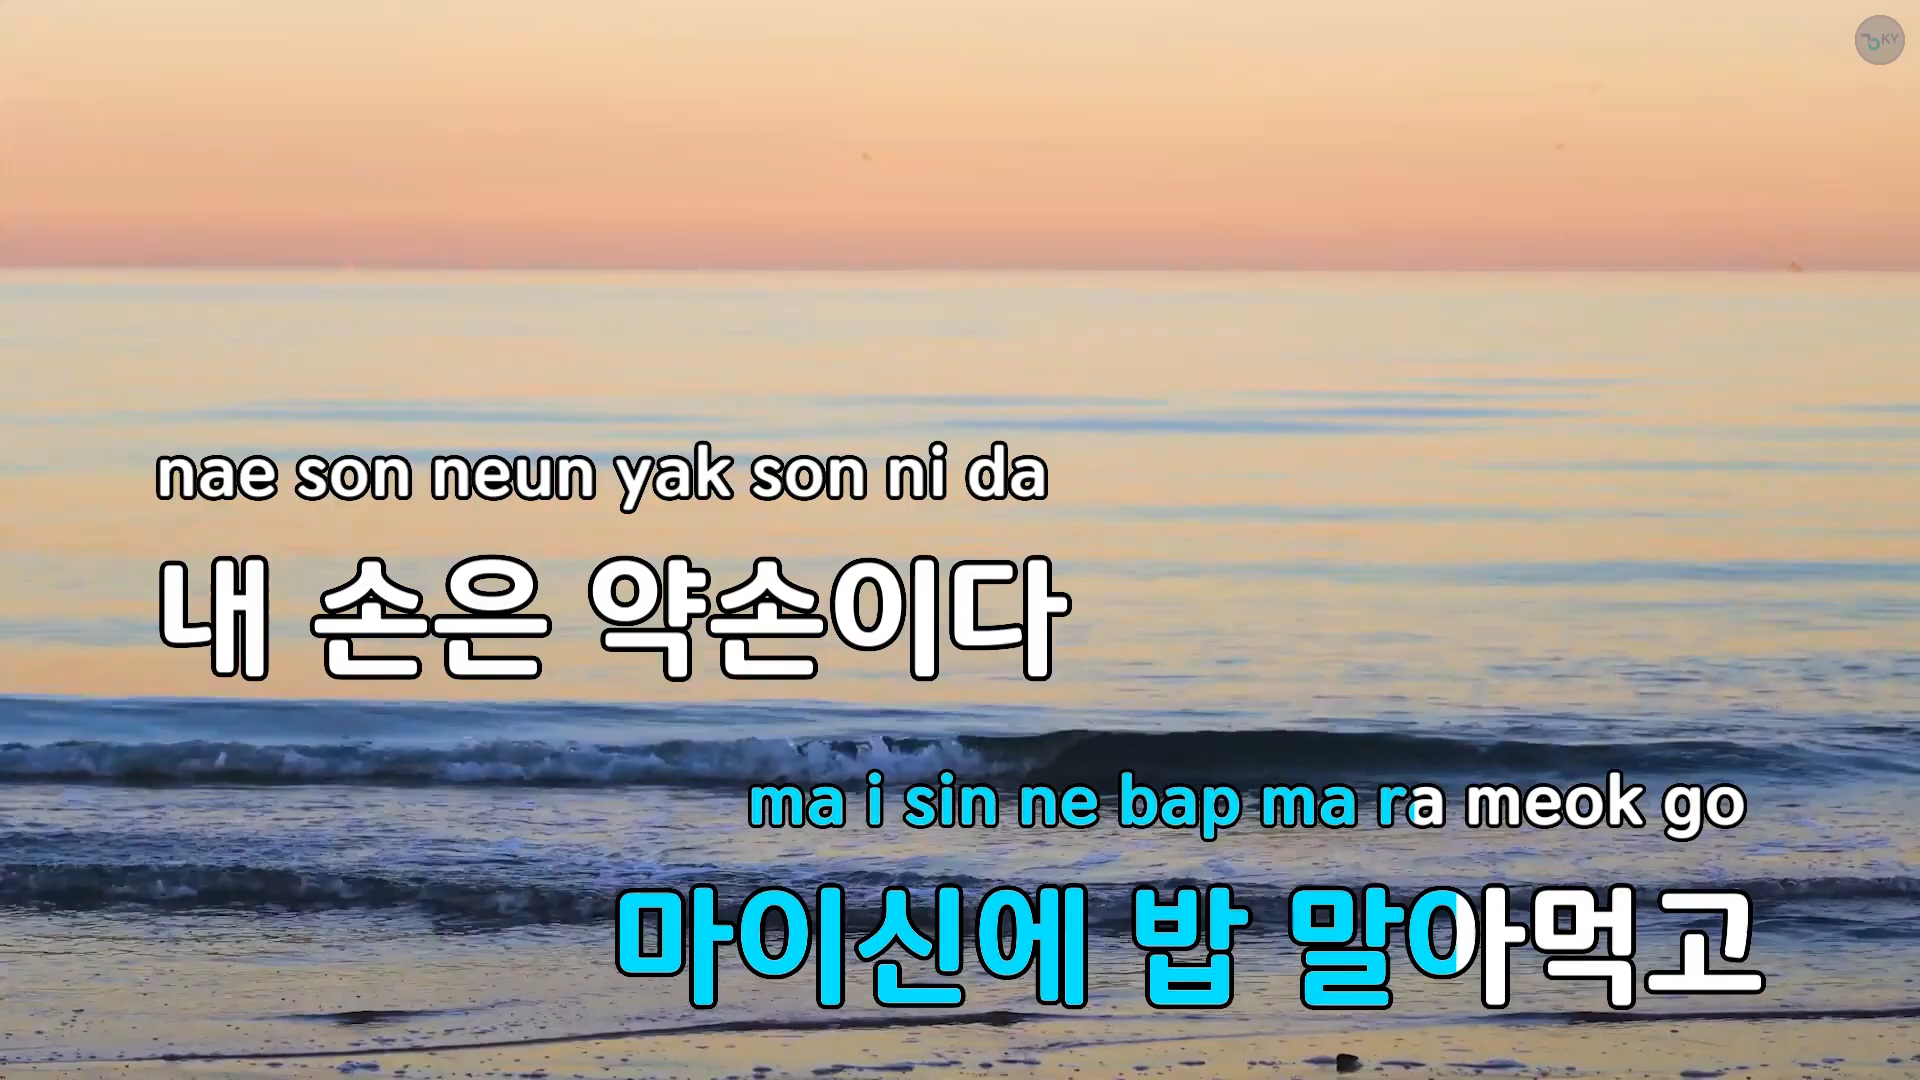 KY
nae son neun yak son ni da
내 손은 약손이다
ma i sin ne bap ma ra meok go
마이신에 밥 말아먹고